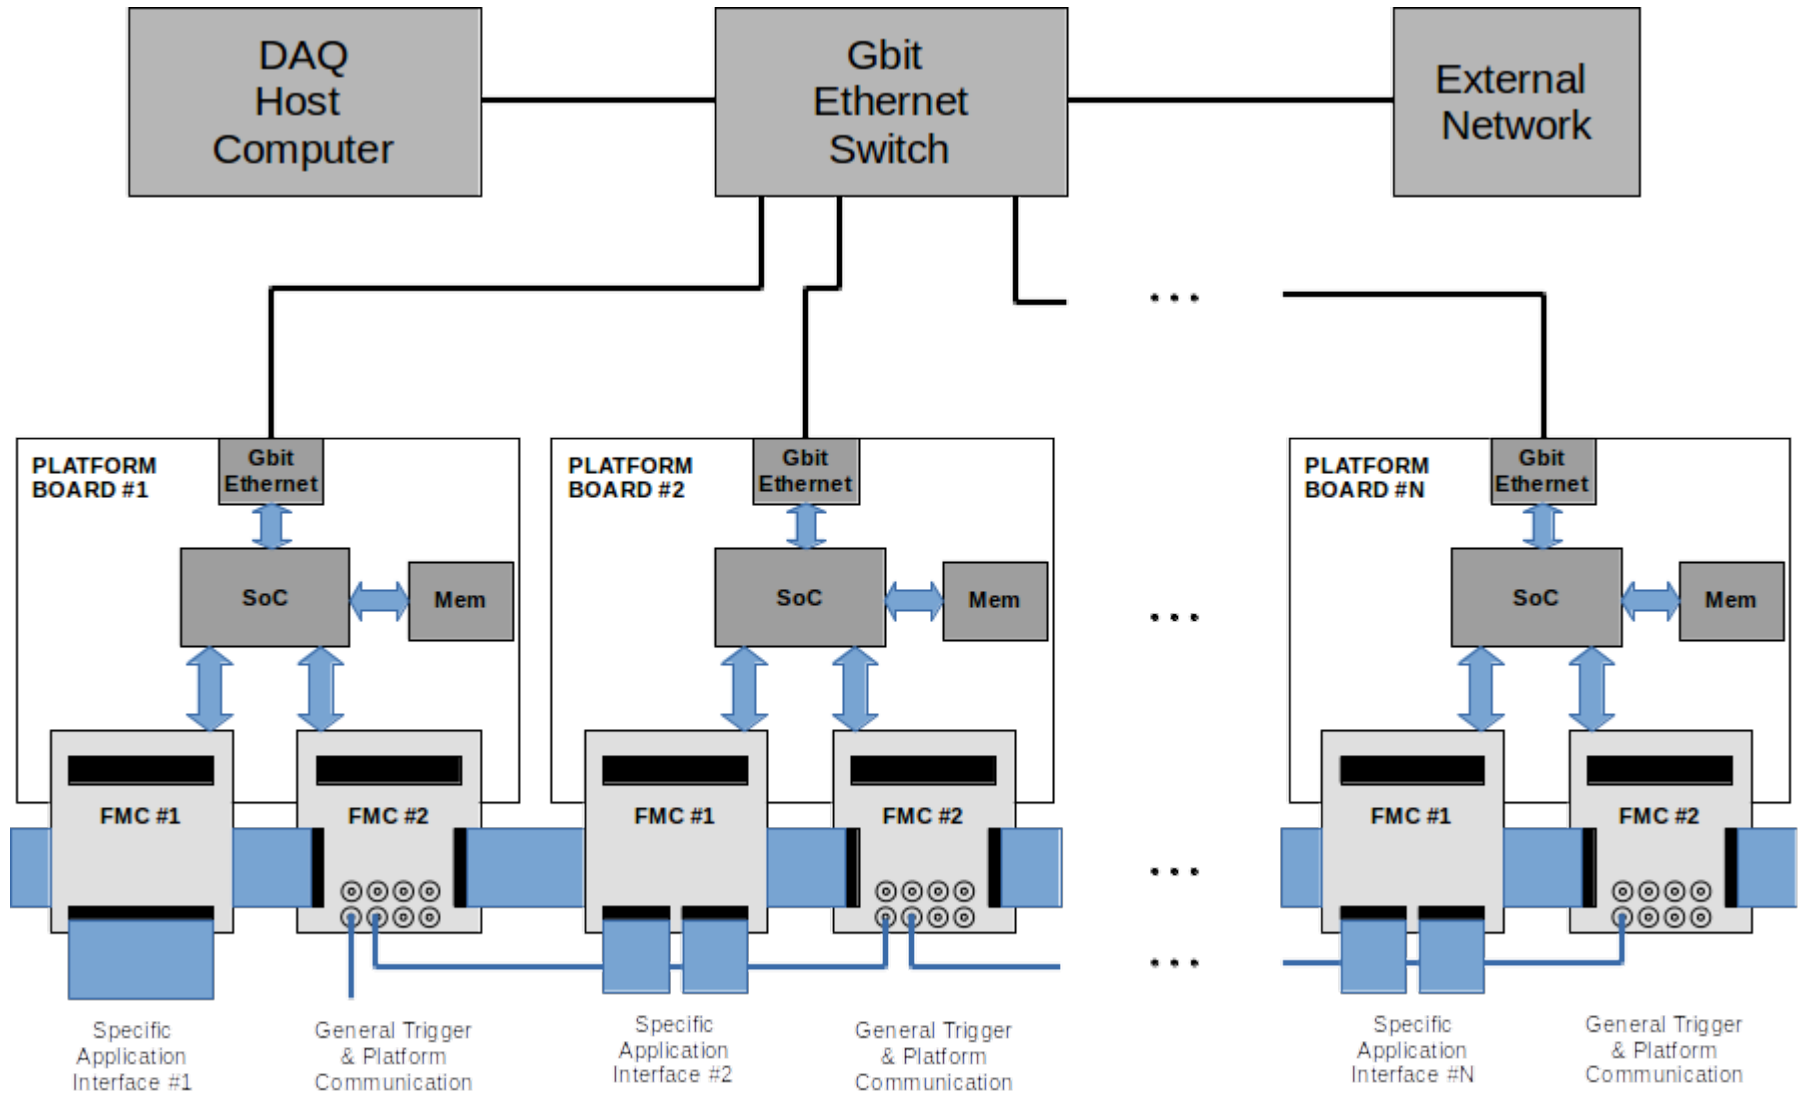 DAQ
Host
Computer
Gbit
Ethernet
Switch
External
Network
PLATFORM
BOARD #1
Gbit
Ethernet
SoC
Mem
FMC #1
FMC #2
PLATFORM
BOARD #2
Gbit
Ethernet
SoC
Mem
FMC #1
FMC #2
PLATFORM
BOARD #N
Gbit
Ethernet
SoC
Mem
FMC #1
FMC #2
Specific
Application
Interface #1
General Trigger
& Platform
Communication
Specific
Application
Interface #2
General Trigger
& Platform
Communication
Specific
Application
Interface #N
General Trigger
& Platform
Communication